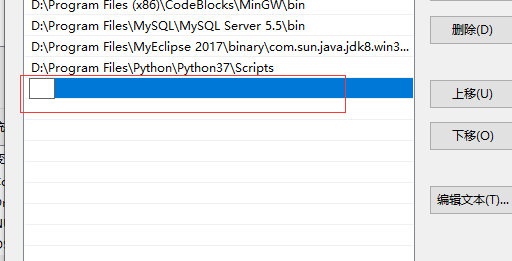 D:\Program Files (x86)\CodeBlocks\MinGW\bin
D:\Program Files\MySQL\MySQL Server 5.5\bin
D:\Program Files\MyEclipse 2017\binary\com.sun.java.jdk8.win3...
D:\Program Files\Python\Python37\Scripts
删除(D)
上移(U)
下移(O)
编辑文本(T)...